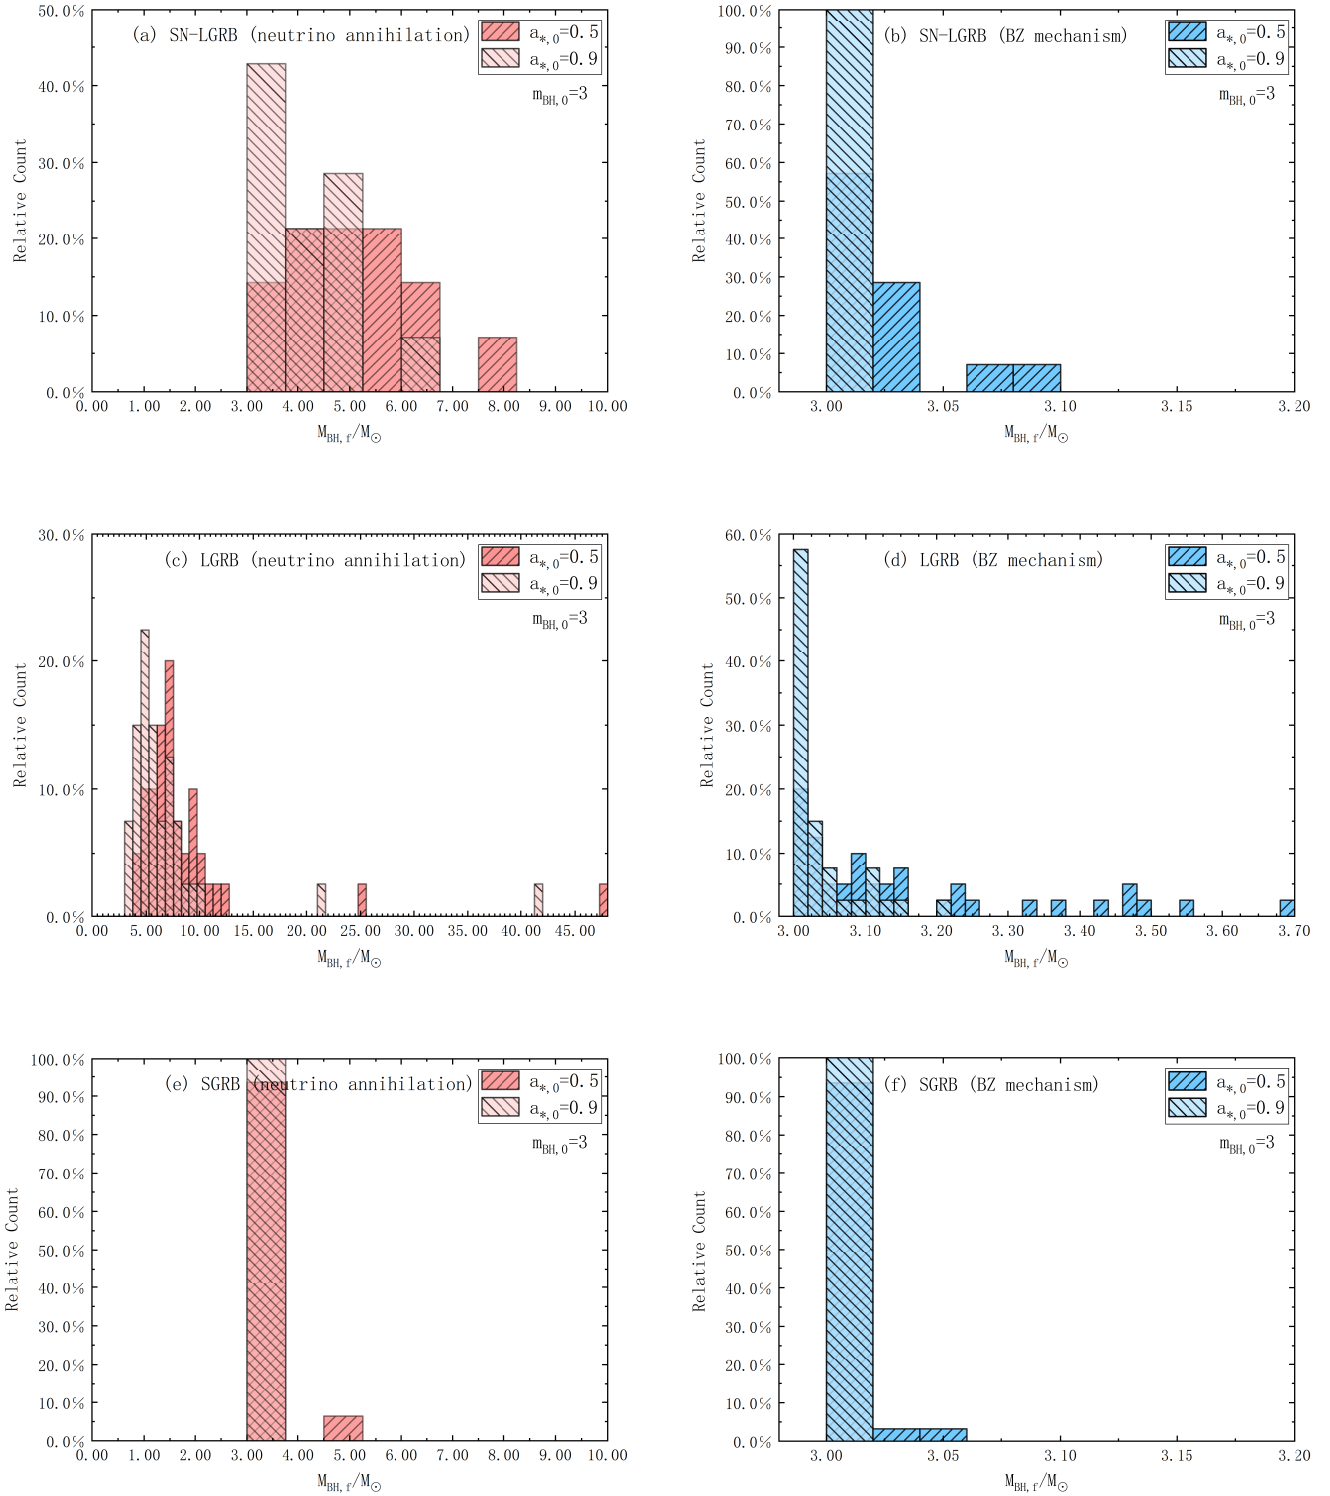 (a) SN-LGRB (neutrino annihilation)
a*,0=0.5
a*,0=0.9
mBH,0=3
50.0%
40.0%
30.0%
20.0%
10.0%
0.0%
Relative Count
0.00 1.00 2.00 3.00 4.00 5.00 6.00 7.00 8.00 9.00 10.00
MBH,f/M⊙
(b) SN-LGRB (BZ mechanism)
a*,0=0.5
a*,0=0.9
mBH,0=3
100.0%
90.0%
80.0%
70.0%
60.0%
50.0%
40.0%
30.0%
20.0%
10.0%
0.0%
Relative Count
3.00 3.05 3.10 3.15 3.20
MBH,f/M⊙
(c) LGRB (neutrino annihilation)
a*,0=0.5
a*,0=0.9
mBH,0=3
30.0%
20.0%
10.0%
0.0%
Relative Count
0.00 5.00 10.00 15.00 20.00 25.00 30.00 35.00 40.00 45.00
MBH,f/M⊙
(d) LGRB (BZ mechanism)
a*,0=0.5
a*,0=0.9
mBH,0=3
60.0%
50.0%
40.0%
30.0%
20.0%
10.0%
0.0%
Relative Count
3.00 3.10 3.20 3.30 3.40 3.50 3.60 3.70
MBH,f/M⊙
(e) SGRB (neutrino annihilation)
a*,0=0.5
a*,0=0.9
mBH,0=3
100.0%
90.0%
80.0%
70.0%
60.0%
50.0%
40.0%
30.0%
20.0%
10.0%
0.0%
Relative Count
0.00 1.00 2.00 3.00 4.00 5.00 6.00 7.00 8.00 9.00 10.00
MBH,f/M⊙
(f) SGRB (BZ mechanism)
a*,0=0.5
a*,0=0.9
mBH,0=3
100.0%
90.0%
80.0%
70.0%
60.0%
50.0%
40.0%
30.0%
20.0%
10.0%
0.0%
Relative Count
3.00 3.05 3.10 3.15 3.20
MBH,f/M⊙